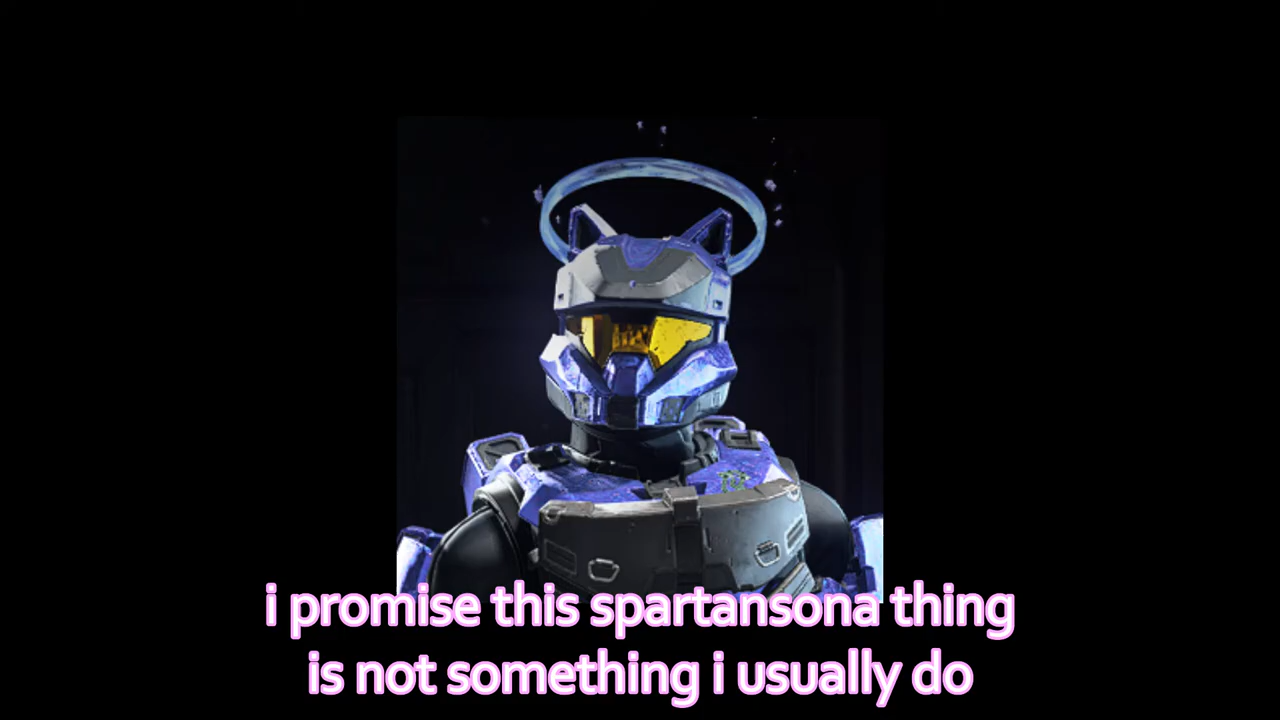 i promise this spartansona thing
is not something i usually do